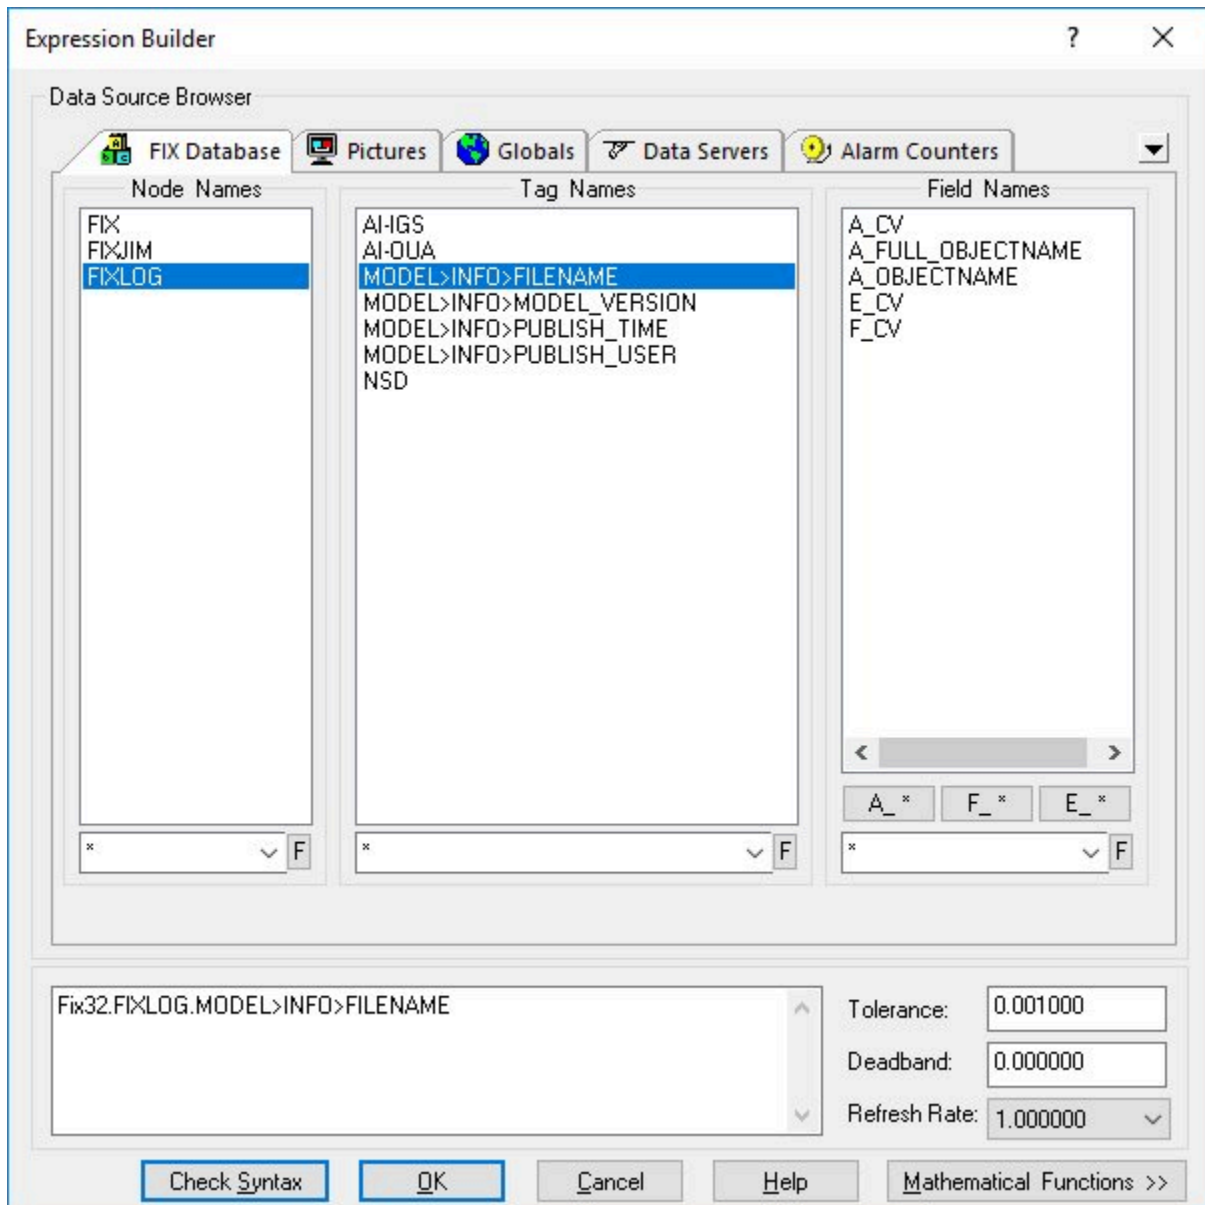 Expression Builder
?
Data Source Browser
FIX Database
Pictures
Globals
Data Servers
Alarm Counters
Node Names
Tag Names
Field Names
FIX
FIXJIM
FIXLOG
AI-IGS
AI-OUA
MODEL>INFO>FILENAME
MODEL>INFO>MODEL_VERSION
MODEL>INFO>PUBLISH_TIME
MODEL>INFO>PUBLISH_USER
NSD
A_CV
A_FULL_OBJECTNAME
A_OBJECTNAME
E_CV
F_CV
A_ *
F_ *
E_ *
*
F
*
F
*
F
Fix32.FIXLOG.MODEL>INFO>FILENAME
Tolerance:
0.001000
Deadband:
0.000000
Refresh Rate:
1.000000
Check Syntax
OK
Cancel
Help
Mathematical Functions >>